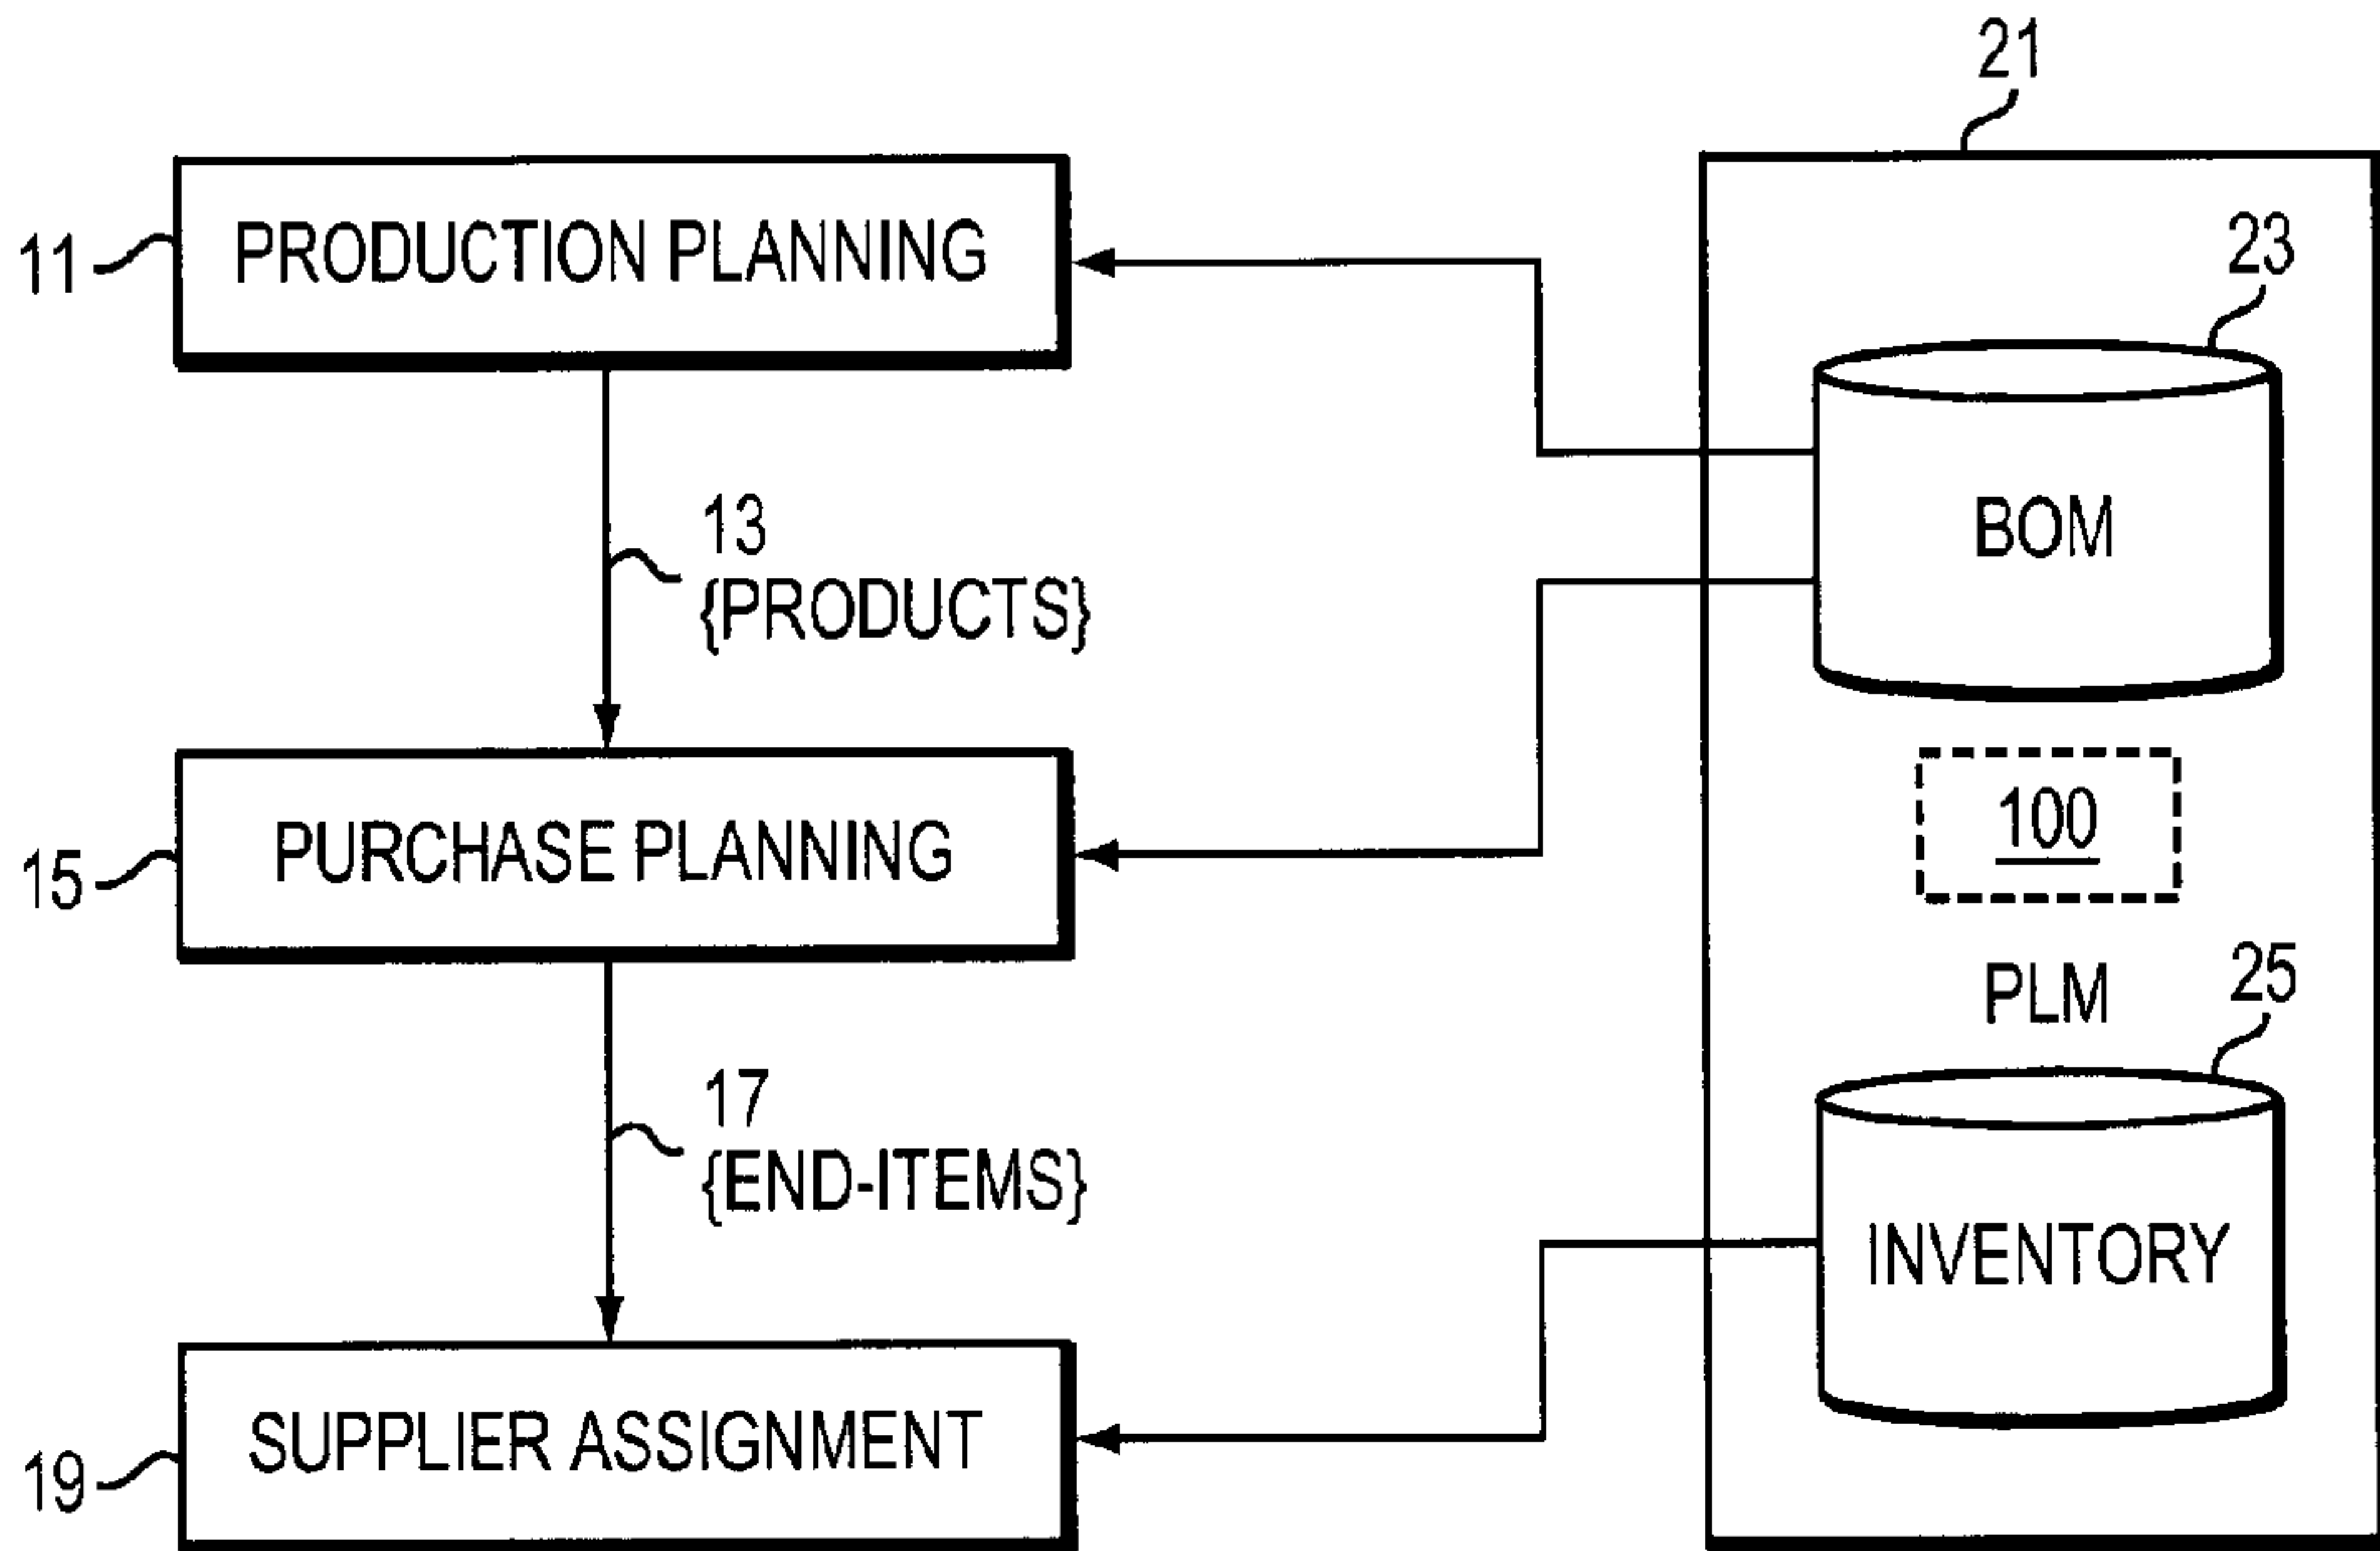 21
11
PRODUCTION PLANNING
23
13
{PRODUCTS}
BOM
15
PURCHASE PLANNING
100
PLM
25
17
{END-ITEMS}
INVENTORY
19
SUPPLIER ASSIGNMENT